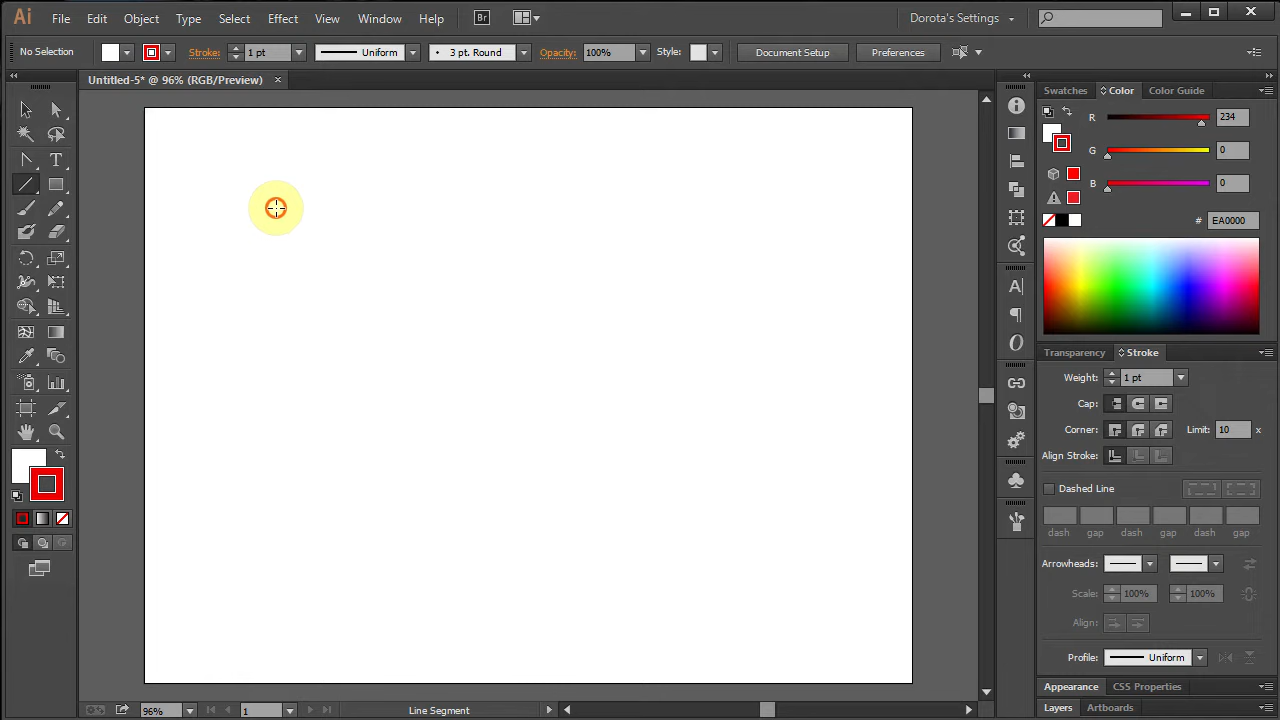 Ai File Edit Object Type Select Effect View Window Help Br Dorota's Settings
No Selection Stroke: 1 pt Uniform 3 pt. Round Opacity: 100% Style: Document Setup Preferences
Untitled-5* @ 96% (RGB/Preview) ×
Swatches Color Color Guide
R 234
G 0
B 0
# EA0000
Transparency Stroke
Weight: 1 pt
Cap:
Corner: Limit: 10 x
Align Stroke:
Dashed Line
dash gap dash gap dash gap
Arrowheads:
Scale: 100% 100%
Align:
Profile: Uniform
Appearance CSS Properties
Layers Artboards
96% 1 Line Segment